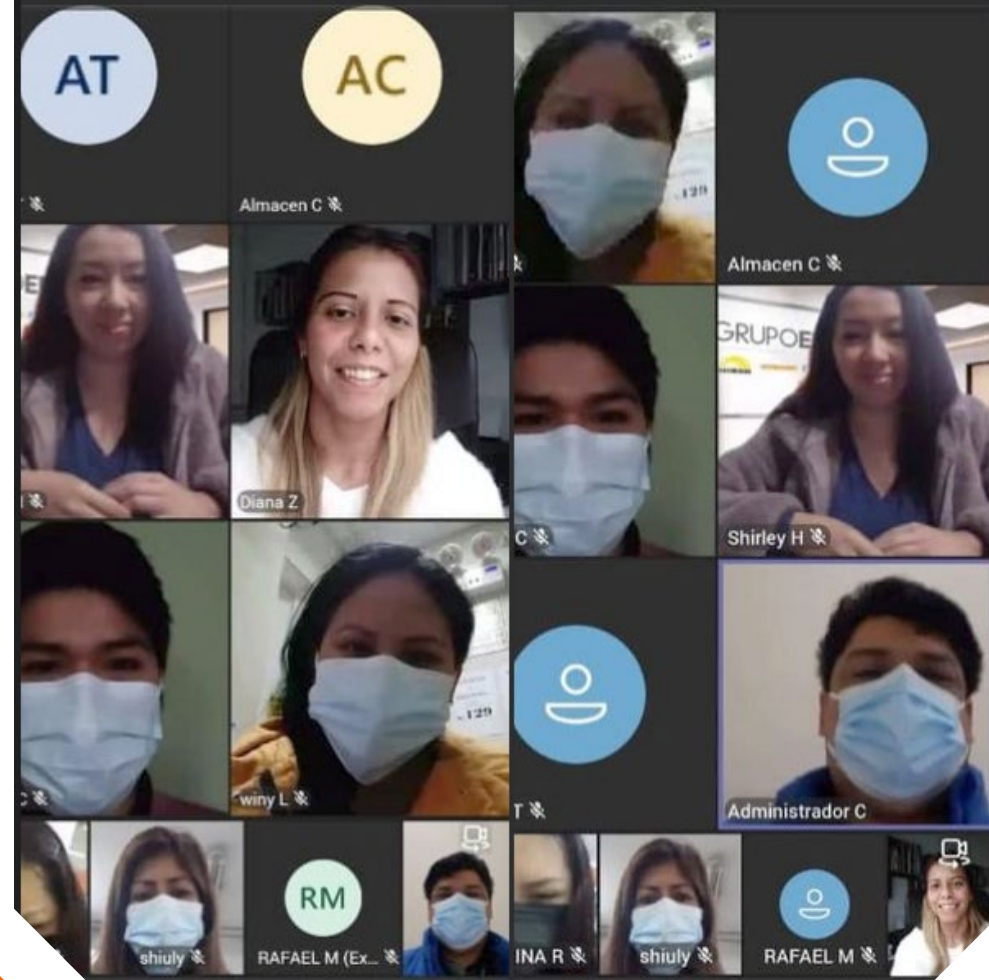 AT
AC
Almacen C
Diana Z
C
winy L
shiuly
RM
RAFAEL M (Ex...
129
Almacen C
GRUPOE
C
Shirley H
T
Administrador C
INA R
shiuly
RAFAEL M
129